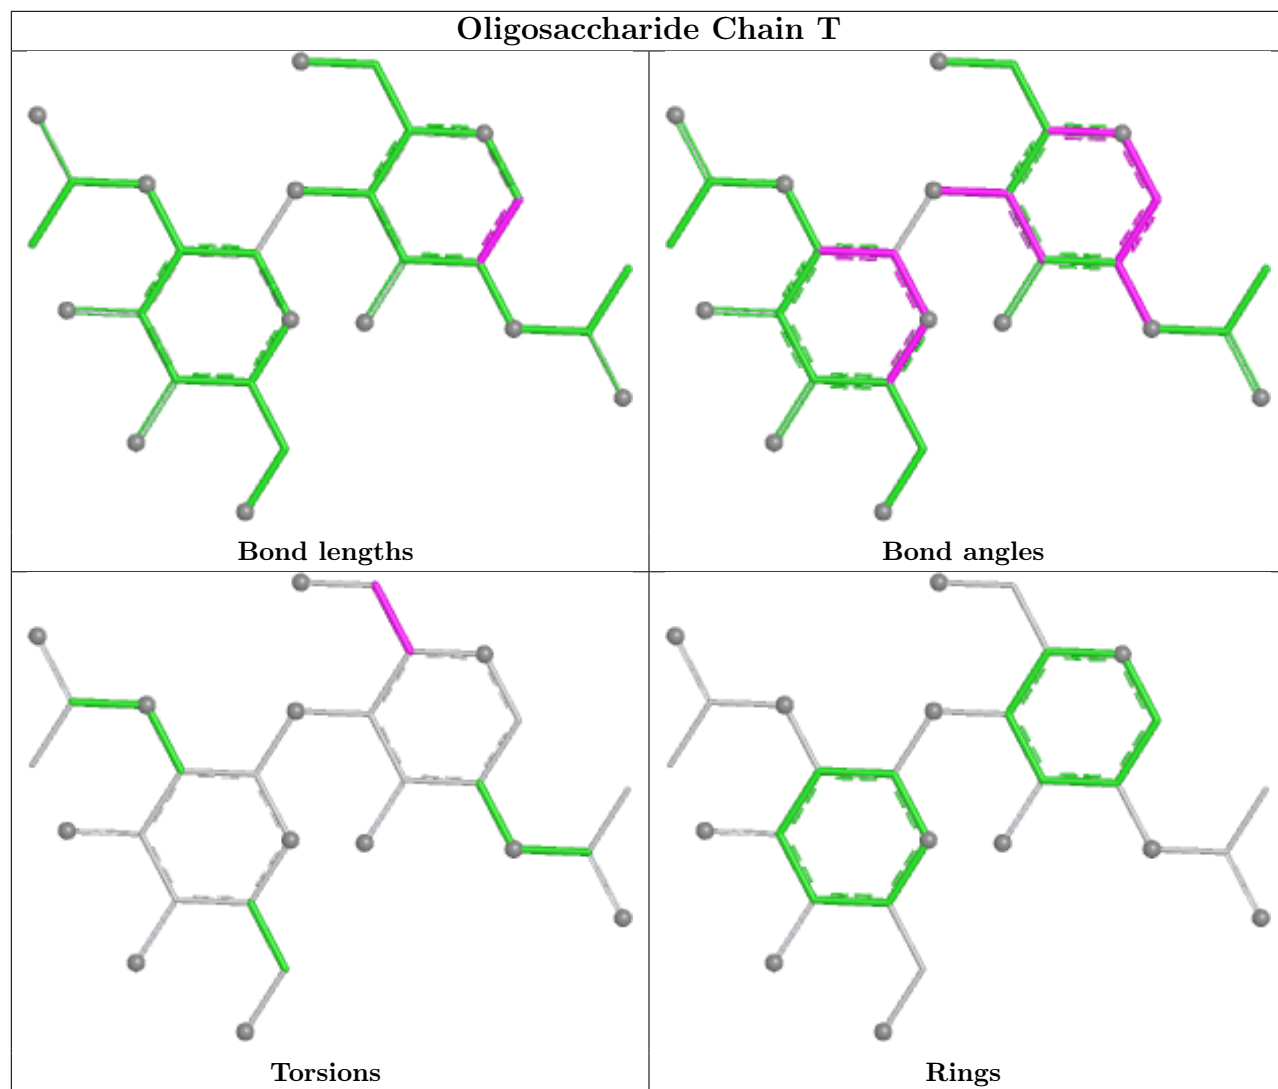 Oligosaccharide Chain T
Bond lengths
Bond angles
Torsions
Rings